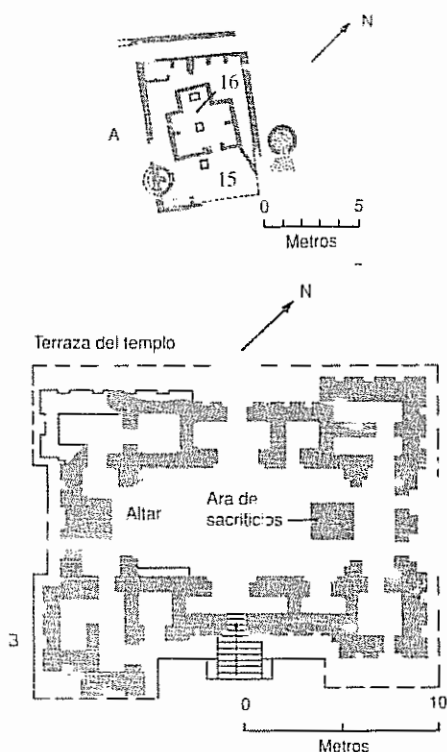 N
16
A
15
0 5
Metros
N
Terraza del templo
Altar
Ara de
sacrificios
B
0 10
Metros